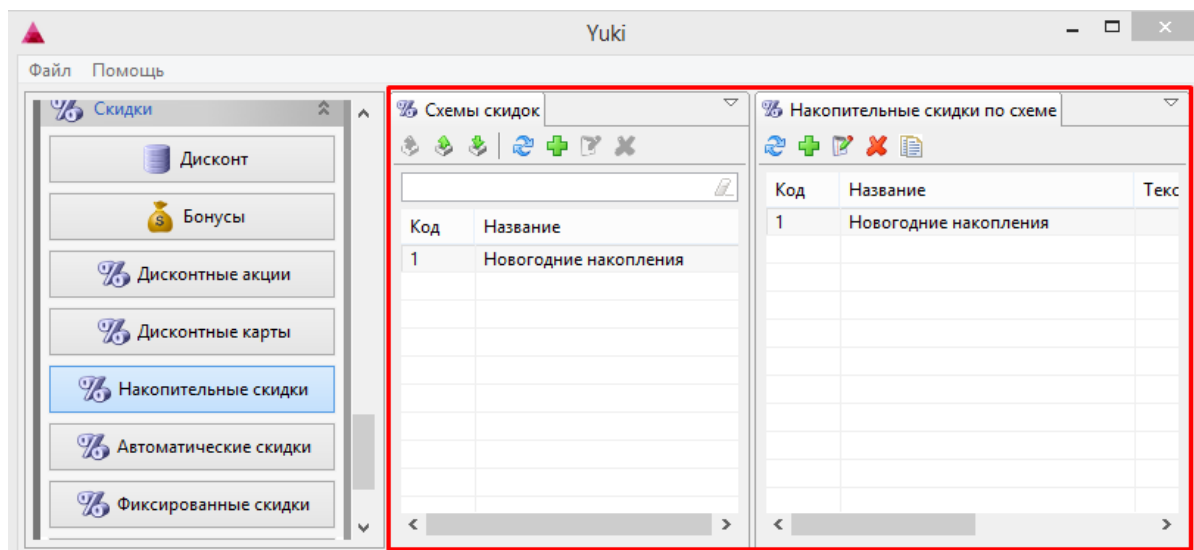 Yuki
Файл Помощь
Скидки
Дисконт
Бонусы
Дисконтные акции
Дисконтные карты
Накопительные скидки
Автоматические скидки
Фиксированные скидки
Схемы скидок
Код Название
1 Новогодние накопления
Накопительные скидки по схеме
Код Название Текс
1 Новогодние накопления